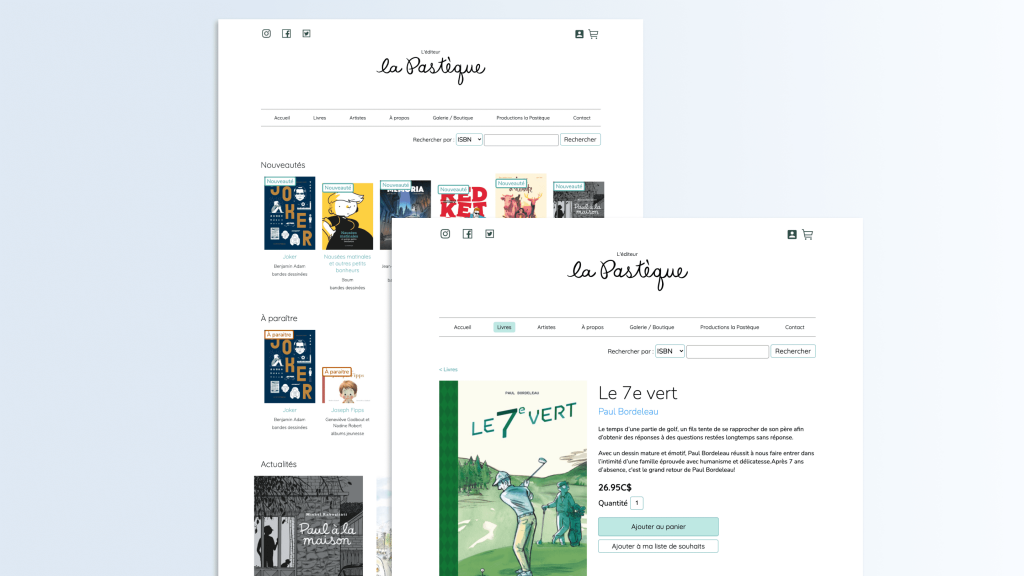 L'éditeur
la Pastèque
Accueil Livres Artistes À propos Galerie / Boutique Productions la Pastèque Contact
Rechercher par : ISBN Rechercher
Nouveautés
Nouveauté Nouveauté Nouveauté Nouveauté Nouveauté Nouveauté
JOKER
RED
KET
Paul à la
maison
Joker
Benjamin Adam
bandes dessinées
Nausées matinales
et autres petits
bonheurs
Boum
bandes dessinées
À paraître
À paraître
JOKER
À paraître
Joker
Benjamin Adam
bandes dessinées
Joseph Fipps
Geneviève Godbout et
Nadine Robert
albums jeunesse
Actualités
Michel Rabagliati
Paul à la
maison
L'éditeur
la Pastèque
Accueil Livres Artistes À propos Galerie / Boutique Productions la Pastèque Contact
Rechercher par : ISBN Rechercher
< Livres
PAUL BORDELEAU
LE 7e VERT
Le 7e vert
Paul Bordeleau
Le temps d'une partie de golf, un fils tente de se rapprocher de son père afin
d'obtenir des réponses à des questions restées longtemps sans réponse.
Avec un dessin mature et émotif, Paul Bordeleau réussit à nous faire entrer dans
l'intimité d'une famille éprouvée avec humanisme et délicatesse.Après 7 ans
d'absence, c'est le grand retour de Paul Bordeleau!
26.95C$
Quantité 1
Ajouter au panier
Ajouter à ma liste de souhaits